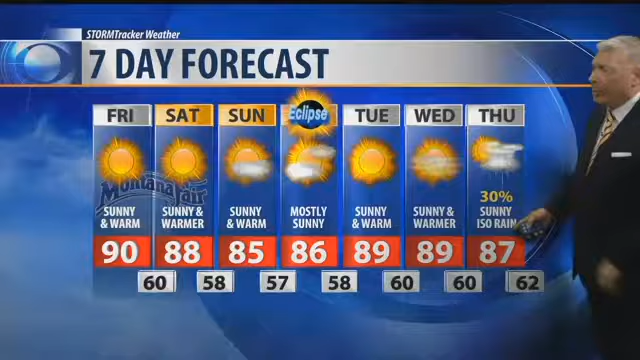 STORMTracker Weather
7 DAY FORECAST
FRI SAT SUN Eclipse TUE WED THU
MontanaFair
30%
SUNNY & WARM
SUNNY & WARMER
SUNNY & WARM
MOSTLY SUNNY
SUNNY & WARM
SUNNY & WARMER
SUNNY ISO RAIN
90 88 85 86 89 89 87
60 58 57 58 60 60 62